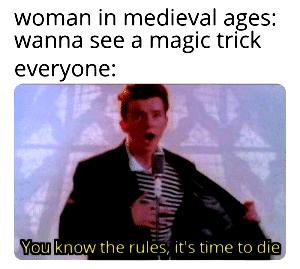 woman in medieval ages:
wanna see a magic trick
everyone:
You know the rules, it's time to die